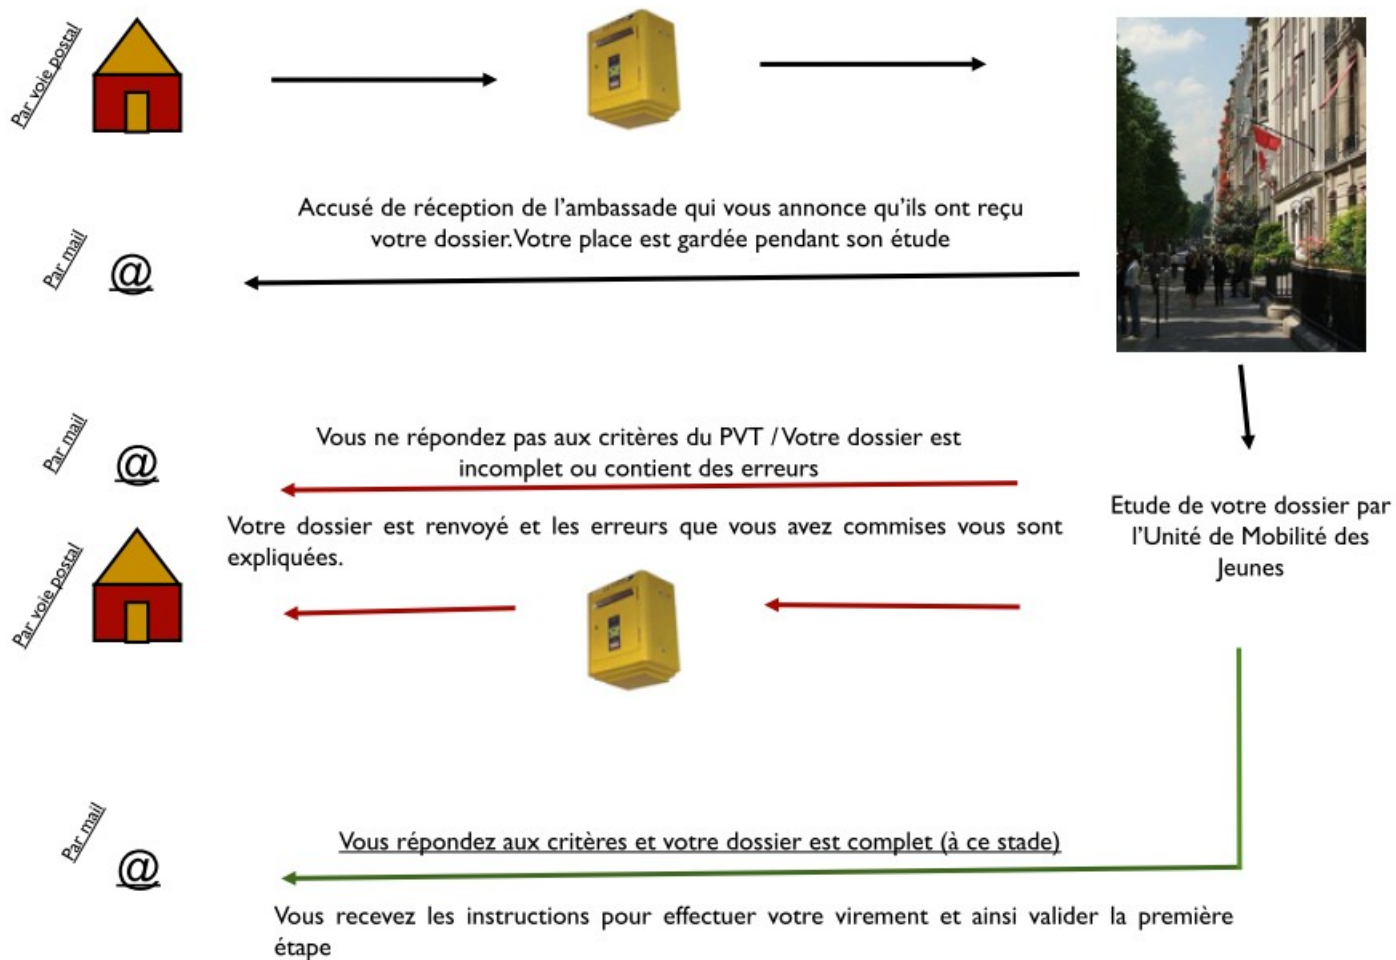 Par voie postal
Accusé de réception de l'ambassade qui vous annonce qu'ils ont reçu
votre dossier. Votre place est gardée pendant son étude
Par mail
@
Par mail
@
Vous ne répondez pas aux critères du PVT / Votre dossier est
incomplet ou contient des erreurs
Etude de votre dossier par
l'Unité de Mobilité des
Jeunes
Votre dossier est renvoyé et les erreurs que vous avez commises vous sont
expliquées.
Par voie postal
Par mail
@
Vous répondez aux critères et votre dossier est complet (à ce stade)
Vous recevez les instructions pour effectuer votre virement et ainsi valider la première
étape